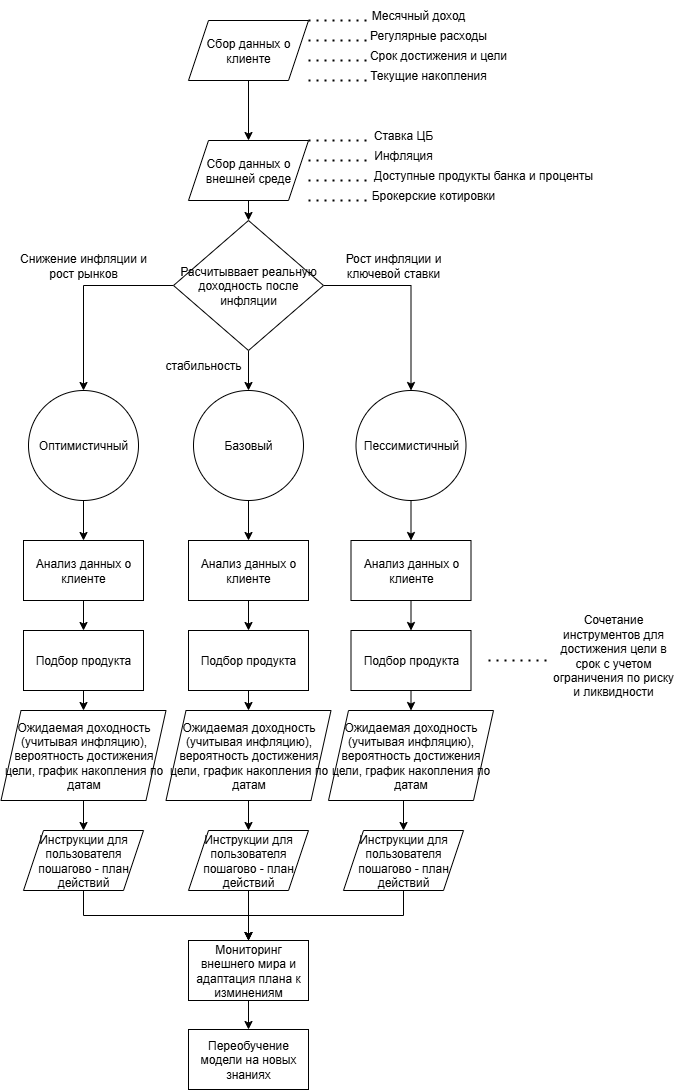 Сбор данных о
клиенте
Месячный доход
Регулярные расходы
Срок достижения и цели
Текущие накопления
Сбор данных о
внешней среде
Ставка ЦБ
Инфляция
Доступные продукты банка и проценты
Брокерские котировки
Снижение инфляции и
рост рынков
Расчитыввает реальную
доходность после
инфляции
Рост инфляции и
ключевой ставки
стабильность
Оптимистичный
Базовый
Пессимистичный
Анализ данных о
клиенте
Анализ данных о
клиенте
Анализ данных о
клиенте
Подбор продукта
Подбор продукта
Подбор продукта
Сочетание
инструментов для
достижения цели в
срок с учетом
ограничения по риску
и ликвидности
Ожидаемая доходность
(учитывая инфляцию),
вероятность достижения
цели, график накопления по
датам
Ожидаемая доходность
(учитывая инфляцию),
вероятность достижения
цели, график накопления по
датам
Ожидаемая доходность
(учитывая инфляцию),
вероятность достижения
цели, график накопления по
датам
Инструкции для
пользователя
пошагово - план
действий
Инструкции для
пользователя
пошагово - план
действий
Инструкции для
пользователя
пошагово - план
действий
Мониторинг
внешнего мира и
адаптация плана к
изминениям
Переобучение
модели на новых
знаниях